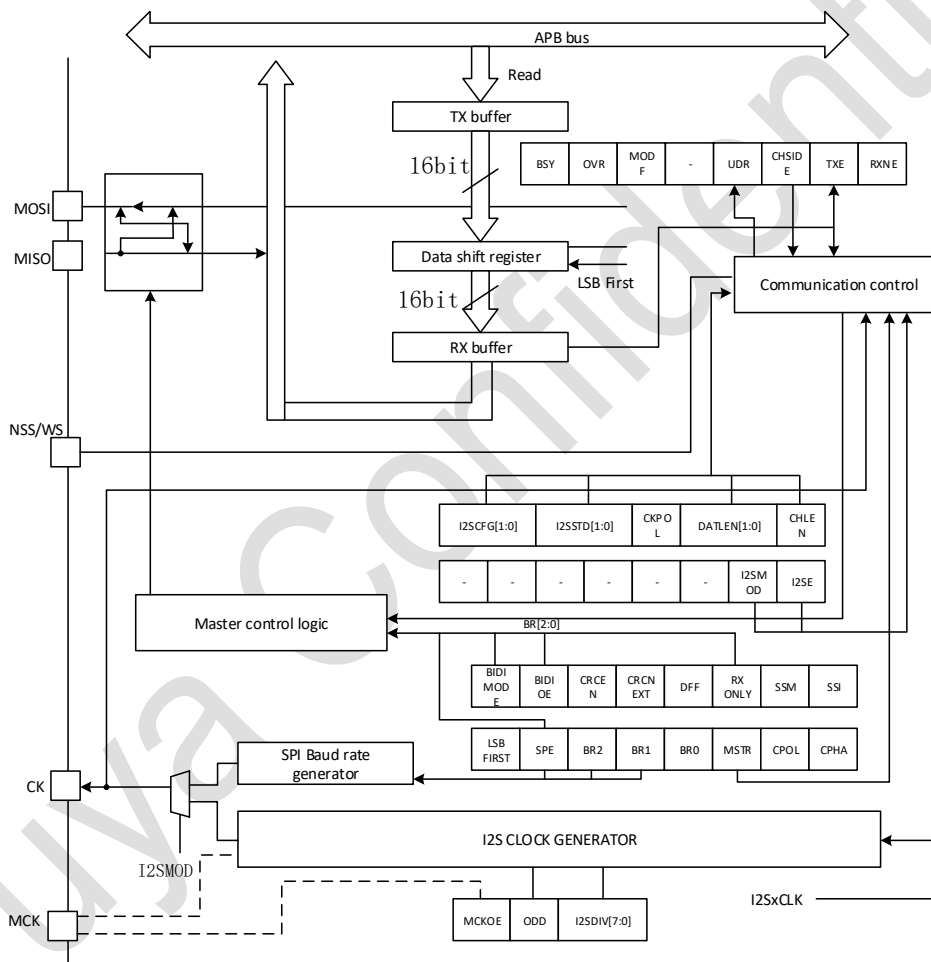 APB bus
Read
TX buffer
16bit
BSY
OVR
MOD
F
-
UDR
CHSID
E
TXE
RXNE
MOSI
MISO
Data shift register
LSB First
Communication control
16bit
RX buffer
NSS/WS
I2SCFG[1:0]
I2SSTD[1:0]
CKPO
L
DATLEN[1:0]
CHLE
N
-
-
-
-
-
-
I2SM
OD
I2SE
Master control logic
BR[2:0]
BIDI
MOD
E
BIDI
OE
CRCE
N
CRCN
EXT
DFF
RX
ONLY
SSM
SSI
LSB
FIRST
SPE
BR2
BR1
BR0
MSTR
CPOL
CPHA
SPI Baud rate
generator
CK
I2S CLOCK GENERATOR
I2SMOD
I2SxCLK
MCK
MCKOE
ODD
I2SDIV[7:0]
uya Confidenti